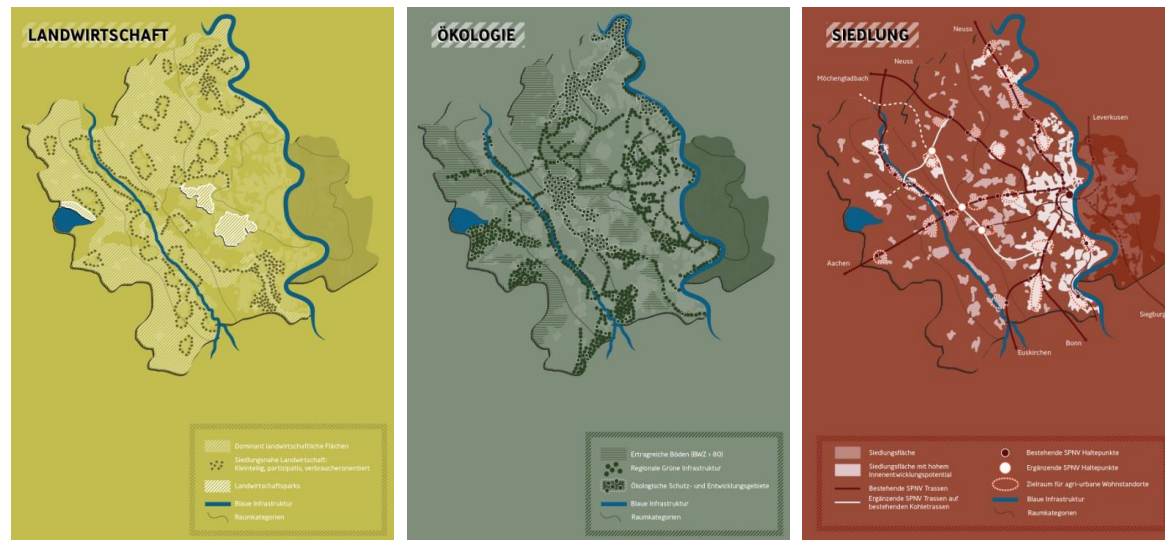 LANDWIRTSCHAFT
Dominant landwirtschaftliche Flächen
Siedlungsnahe Landwirtschaft:
Kleinteilig, partizipativ, verbraucherorientiert
Landwirtschaftsparks
Blaue Infrastruktur
Raumkategorien
ÖKOLOGIE
Ertragreiche Böden (BWZ > 80)
Regionale Grüne Infrastruktur
Ökologische Schutz- und Entwicklungsgebiete
Blaue Infrastruktur
Raumkategorien
SIEDLUNG
Neuss
Neuss
Möchengladbach
Leverkusen
Aachen
Siegburg
Bonn
Euskirchen
Siedlungsfläche
Siedlungsfläche mit hohem
Innenentwicklungspotential
Bestehende SPNV Trassen
Ergänzende SPNV Trassen auf
bestehenden Kohletrassen
Bestehende SPNV Haltepunkte
Ergänzende SPNV Haltepunkte
Zielraum für agri-urbane Wohnstandorte
Blaue Infrastruktur
Raumkategorien